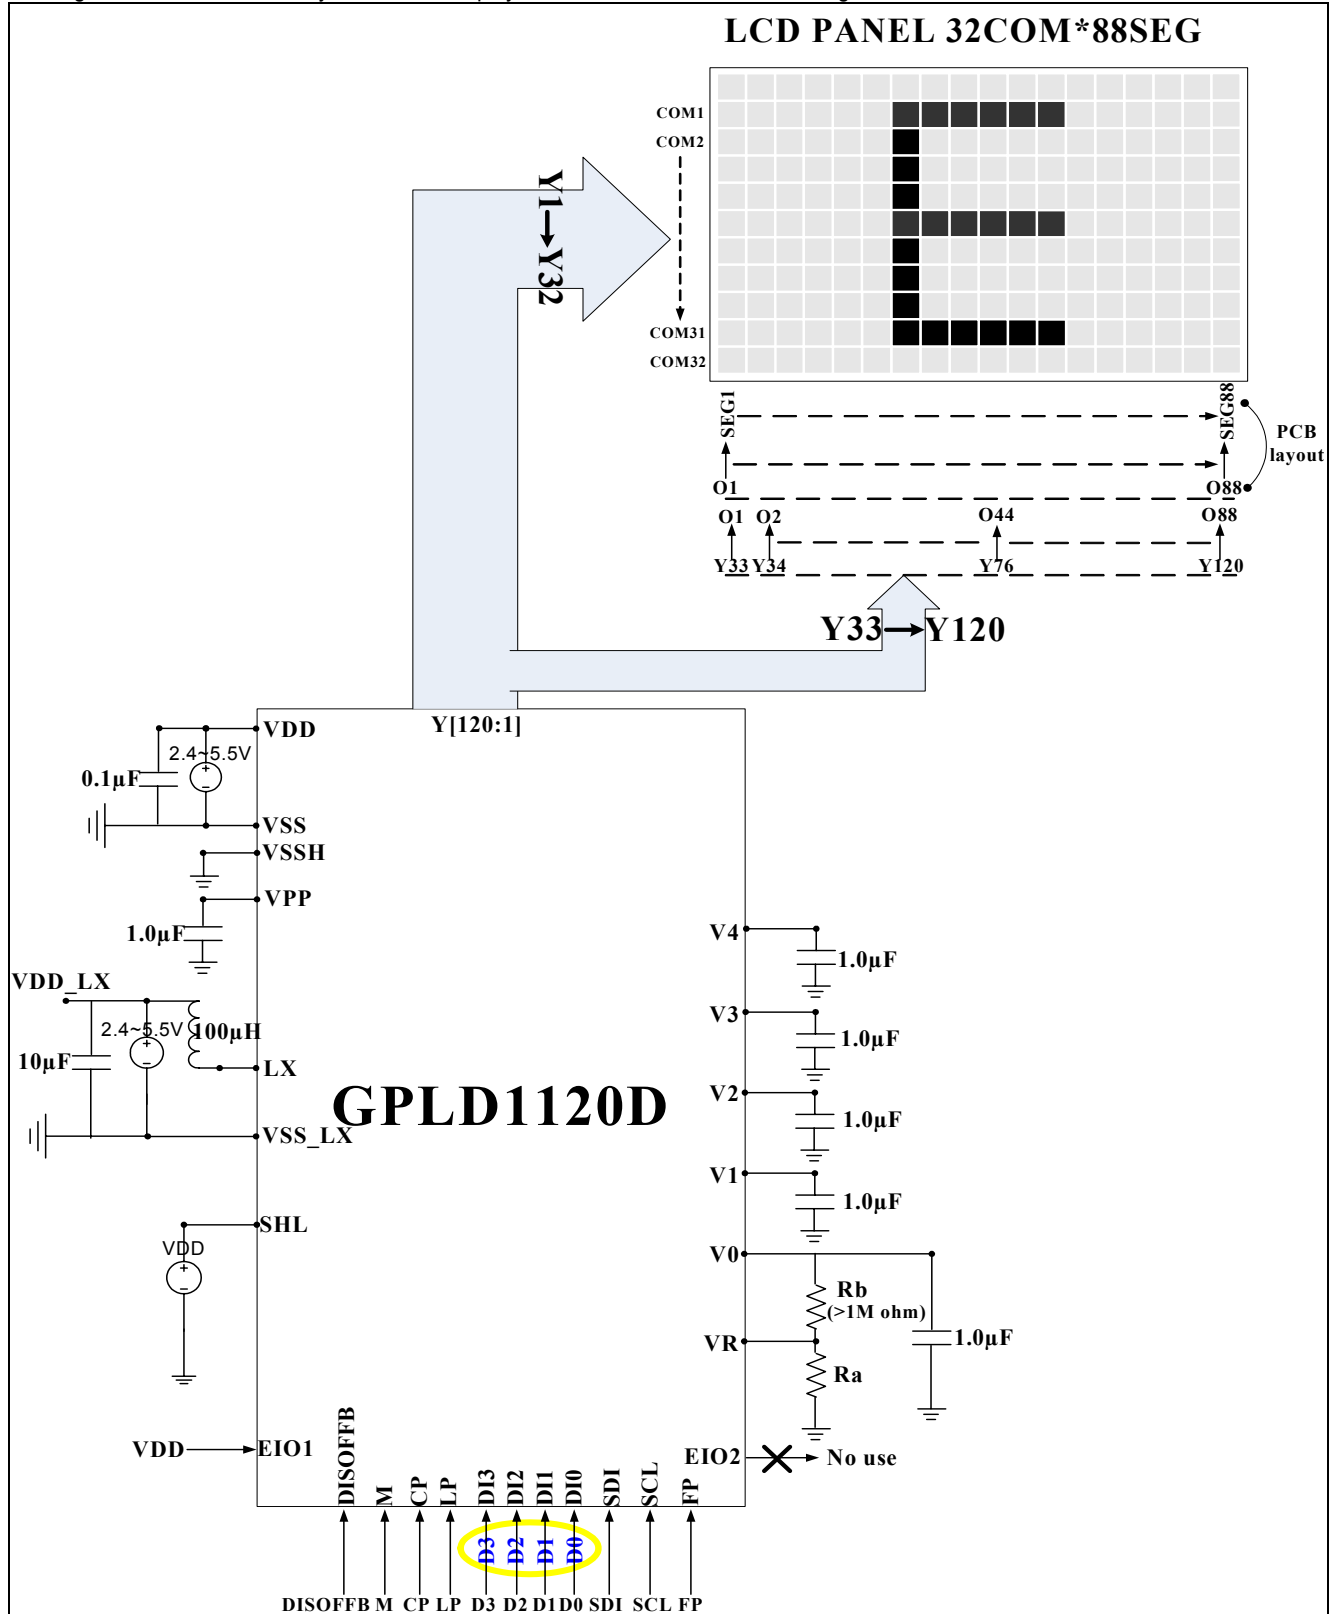 LCD PANEL 32COM*88SEG
COM1
COM2
COM31
COM32
Y1
Y32
SEG1
SEG88
PCB
layout
O1
O88
O1 O2 O44 O88
Y33 Y34 Y76 Y120
Y33 Y120
Y[120:1]
VDD
2.4~5.5V
+
−
0.1µF
VSS
VSSH
VPP
1.0µF
V4
1.0µF
VDD_LX
V3
2.4~5.5V
+
−
100µH
1.0µF
10µF
LX
GPLD1120D
V2
1.0µF
VSS_LX
V1
1.0µF
SHL
VDD
+
−
V0
Rb
(>1M ohm)
VR
1.0µF
Ra
VDD
EIO1
EIO2
No use
DISOFFB
M
CP
LP
DI3
DI2
DI1
DI0
SDI
SCL
FP
D3
D2
D1
D0
DISOFFB M CP LP D3 D2 D1 D0 SDI SCL FP